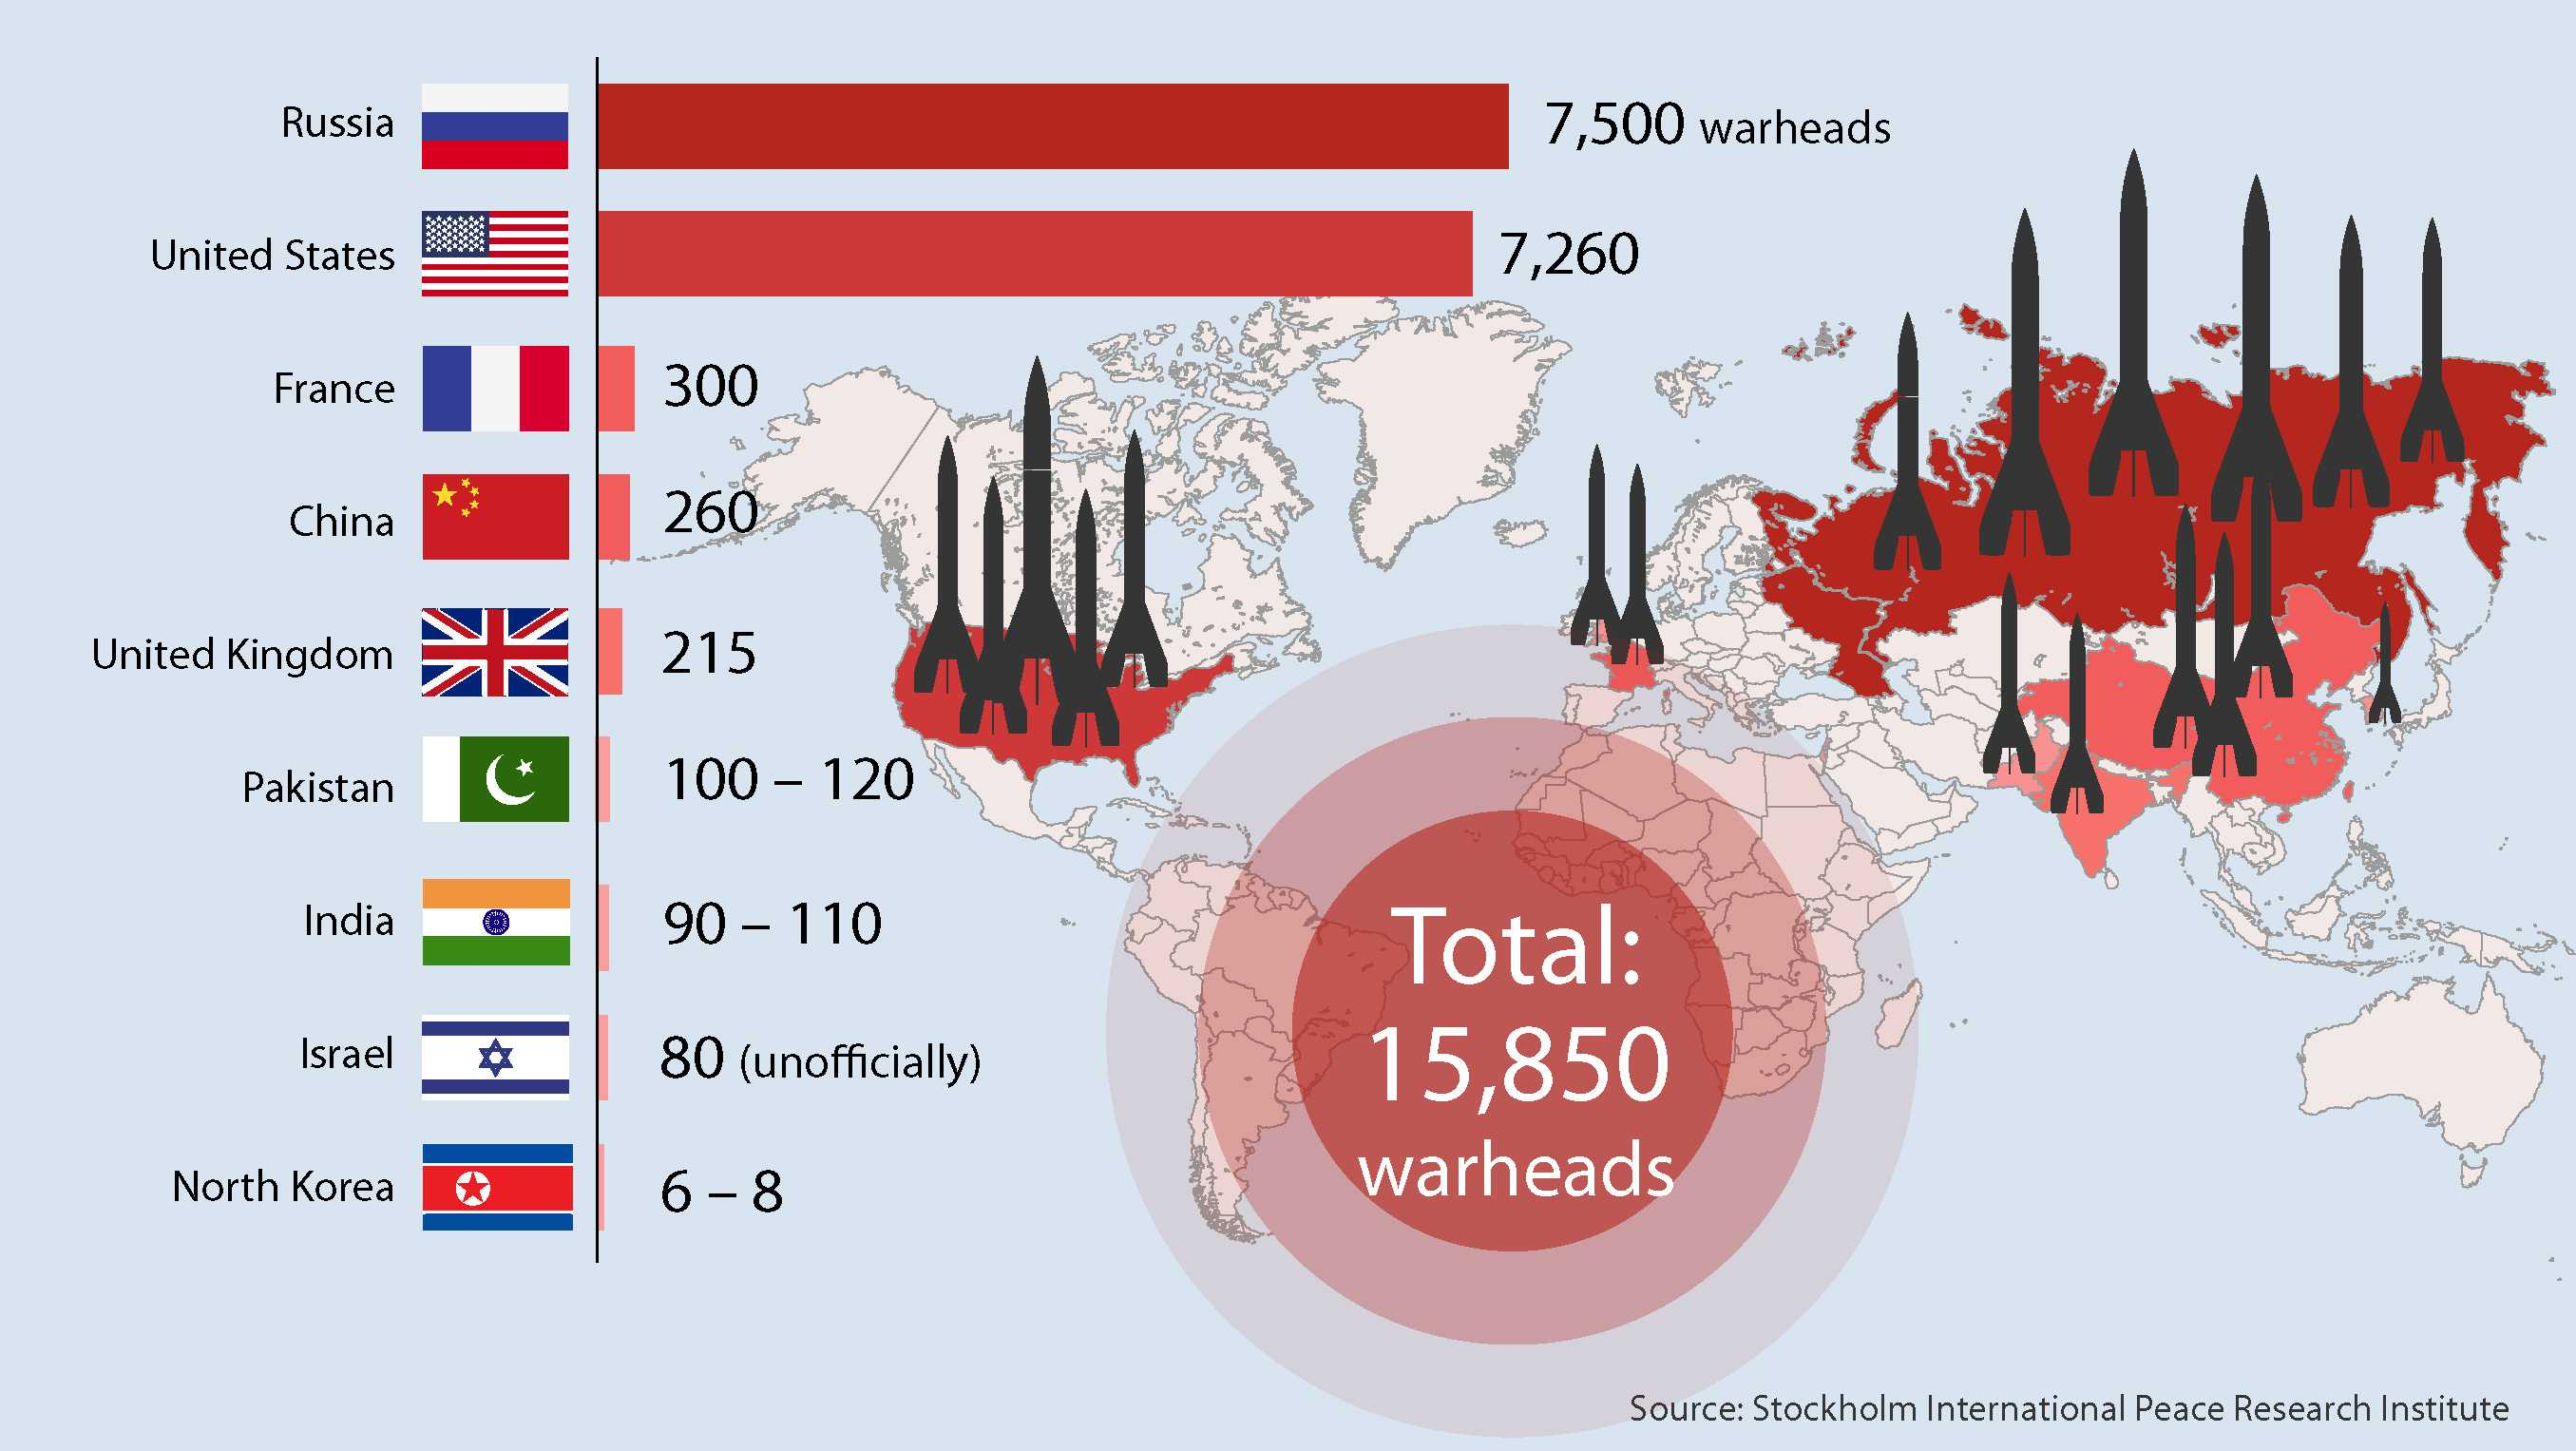 Russia
7,500 warheads
United States
7,260
France
300
China
260
United Kingdom
215
Pakistan
100 – 120
India
90 – 110
Israel
80 (unofficially)
North Korea
6 – 8
Total:
15,850
warheads
Source: Stockholm International Peace Research Institute